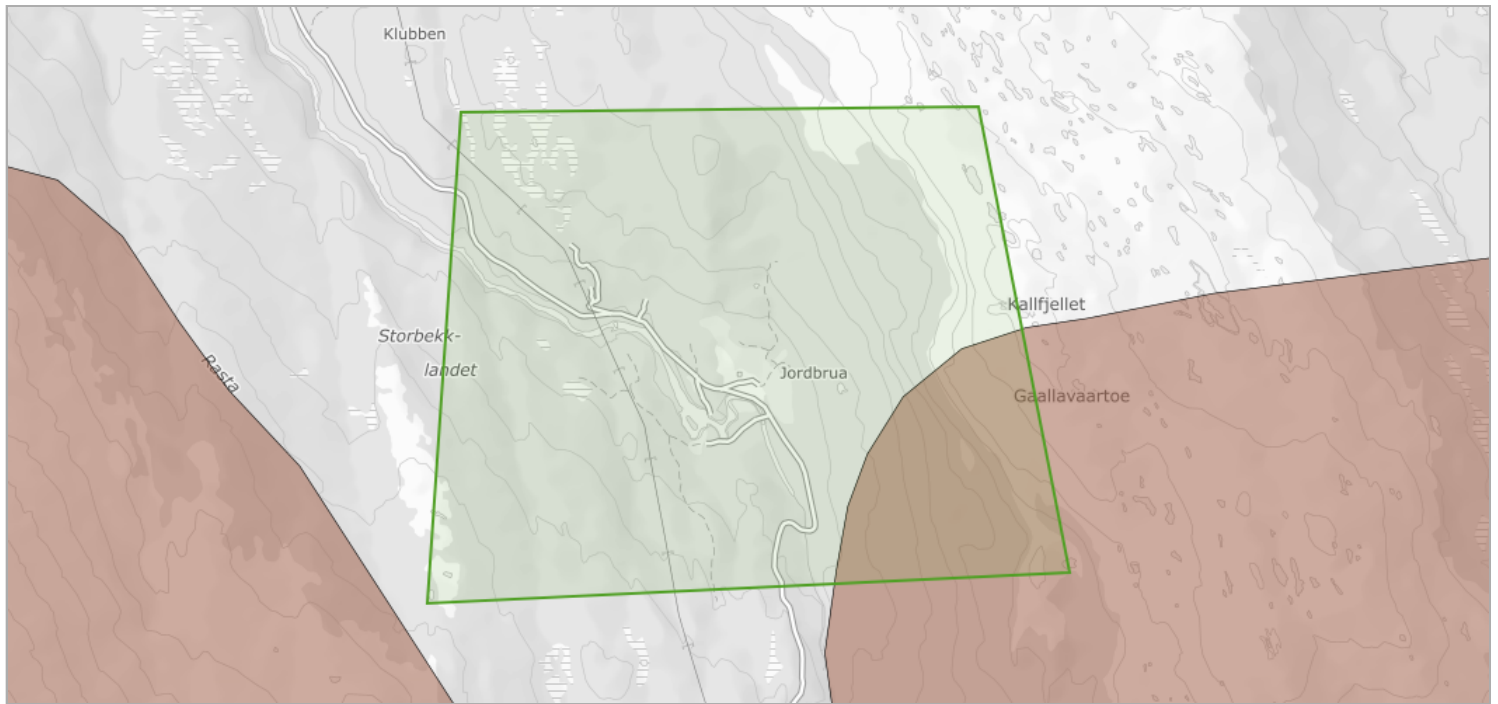 Klubben
Kallfjellet
Storbekk-
landet
Rasta
Jordbrua
Gaallavaartoe